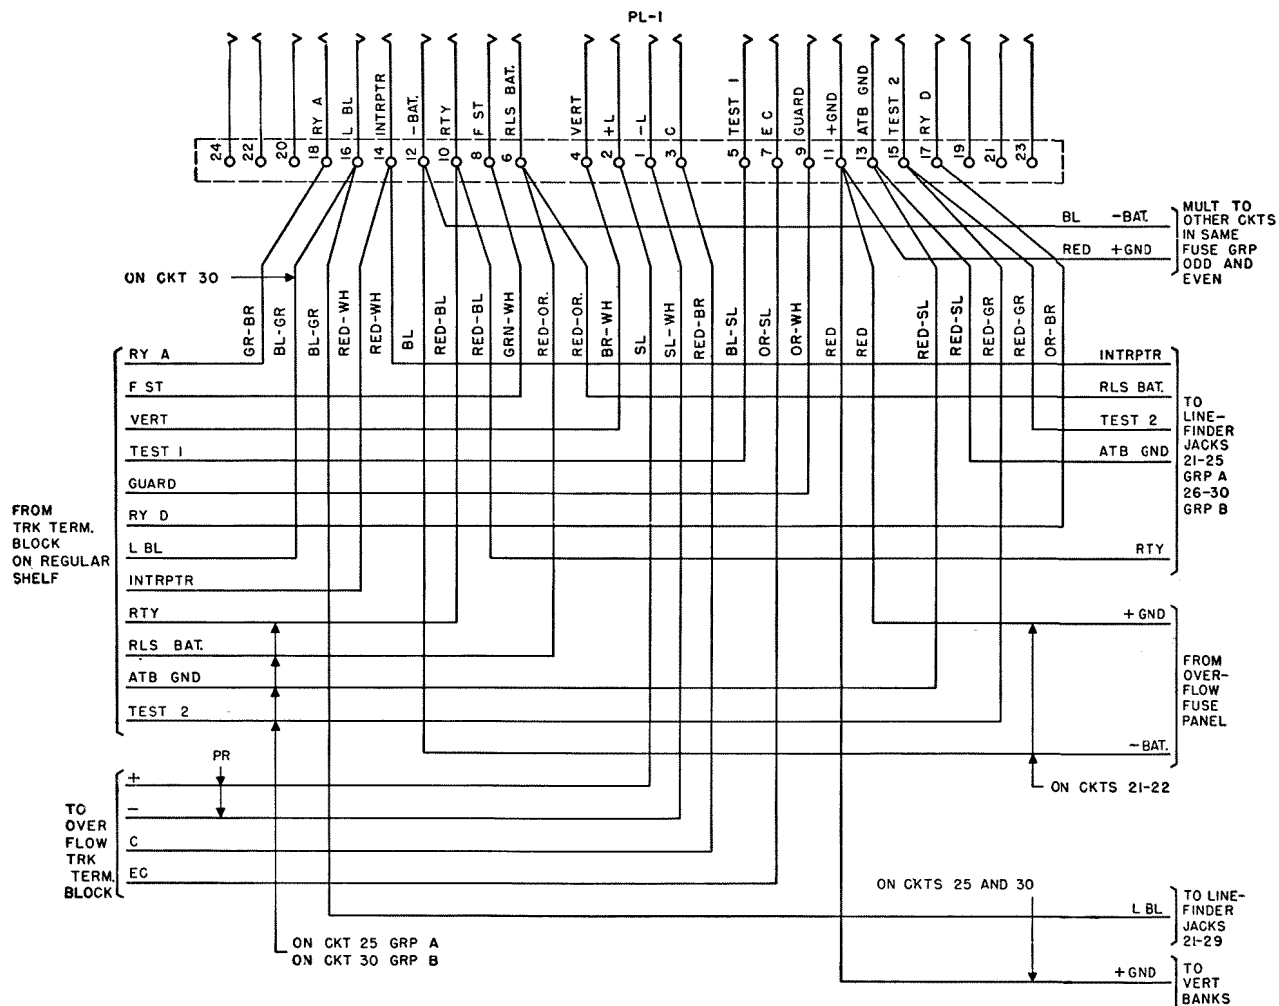 PL-1
RY A
L BL
INTRPTR
-BAT.
RTY
F ST
RLS BAT.
VERT
+L
-L
C
TEST 1
EC
GUARD
+GND
ATB GND
TEST 2
RY D
24
22
20
18
16
14
12
10
8
6
4
2
1
3
5
7
9
11
13
15
17
19
21
23
BL -BAT.
RED +GND
MULT TO
OTHER CKTS
IN SAME
FUSE GRP
ODD AND
EVEN
ON CKT 30
GR-BR
BL-GR
BL-GR
RED-WH
RED-WH
BL
RED-BL
RED-BL
GRN-WH
RED-OR.
RED-OR.
BR-WH
SL
SL-WH
RED-BR
BL-SL
OR-SL
OR-WH
RED
RED
RED-SL
RED-SL
RED-GR
RED-GR
OR-BR
FROM
TRK TERM.
BLOCK
ON REGULAR
SHELF
RY A
F ST
VERT
TEST 1
GUARD
RY D
L BL
INTRPTR
RTY
RLS BAT.
ATB GND
TEST 2
INTRPTR
RLS BAT.
TEST 2
ATB GND
RTY
TO
LINE-
FINDER
JACKS
21-25
GRP A
26-30
GRP B
+GND
-BAT.
FROM
OVER-
FLOW
FUSE
PANEL
ON CKTS 21-22
PR
TO
OVER
FLOW
TRK
TERM.
BLOCK
+
-
C
EC
ON CKT 25 GRP A
ON CKT 30 GRP B
ON CKTS 25 AND 30
L BL
TO LINE-
FINDER
JACKS
21-29
+GND
TO
VERT
BANKS